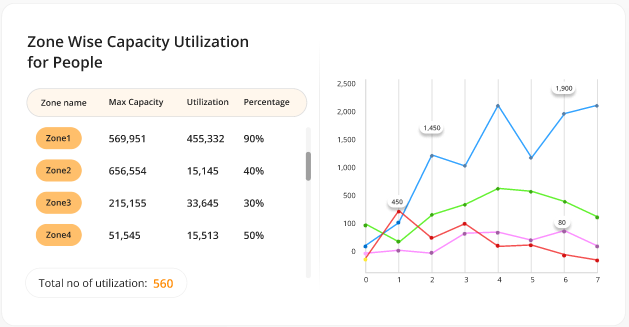 Zone Wise Capacity Utilization
for People
Zone name Max Capacity Utilization Percentage
Zone1 569,951 455,332 90%
Zone2 656,554 15,145 40%
Zone3 215,155 33,645 30%
Zone4 51,545 15,513 50%
Total no of utilization: 560
2,500
2,000
1,500
1,000
500
100
0
1,900
1,450
450
80
0 1 2 3 4 5 6 7